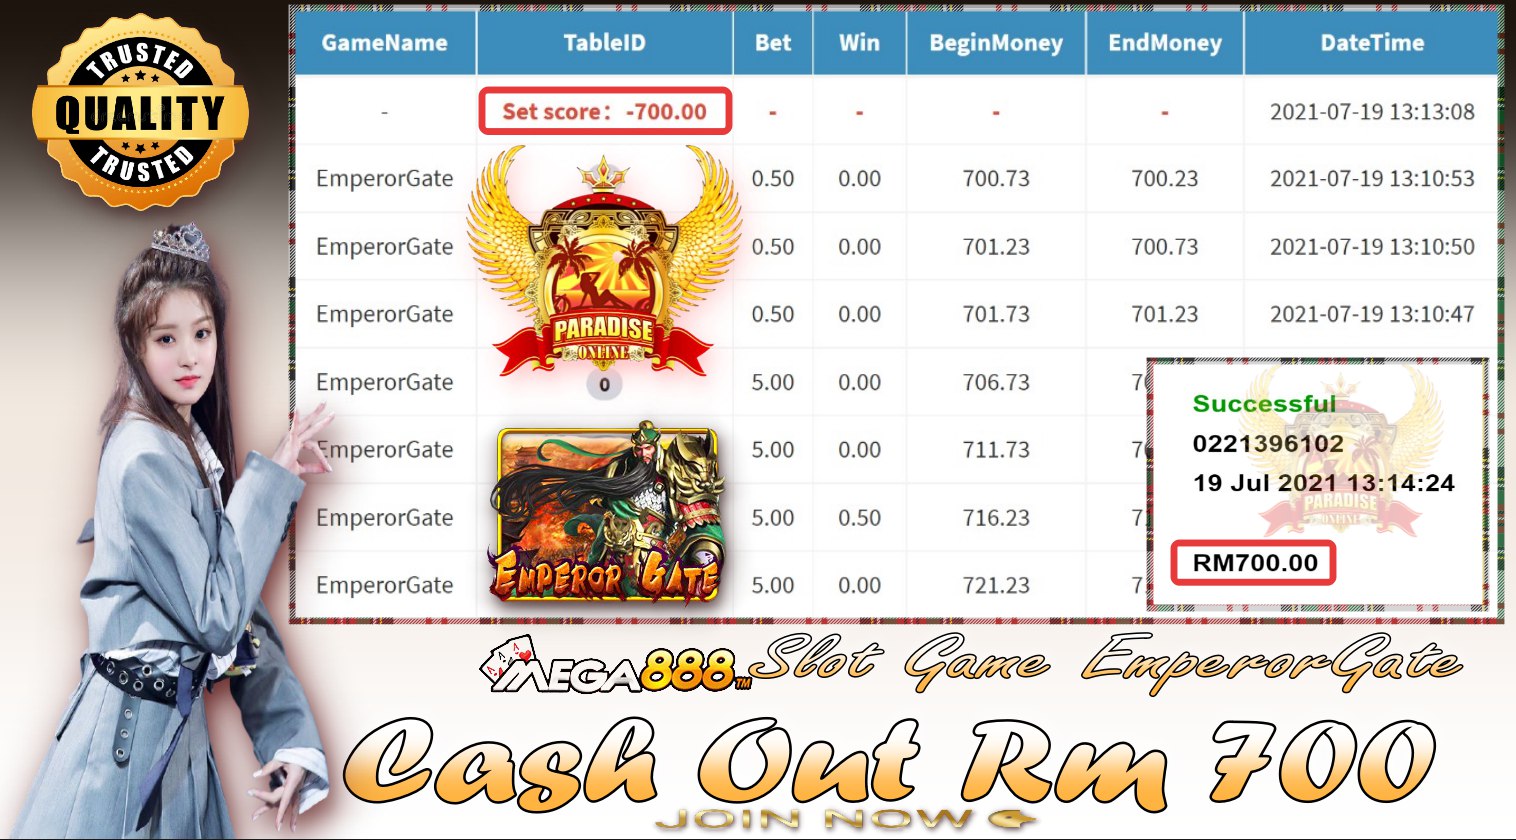 TRUSTED
QUALITY
TRUSTED
GameName TableID Bet Win BeginMoney EndMoney DateTime
- Set score: -700.00 - - - - 2021-07-19 13:13:08
EmperorGate 0.50 0.00 700.73 700.23 2021-07-19 13:10:53
EmperorGate 0.50 0.00 701.23 700.73 2021-07-19 13:10:50
EmperorGate 0.50 0.00 701.73 701.23 2021-07-19 13:10:47
PARADISE
ONLINE
EmperorGate 0 5.00 0.00 706.73
EmperorGate 5.00 0.00 711.73
EmperorGate 5.00 0.50 716.23
EmperorGate 5.00 0.00 721.23
EMPEROR GATE
Successful
0221396102
19 Jul 2021 13:14:24
PARADISE
ONLINE
RM700.00
MEGA888 TM Slot Game EmperorGate
Cash Out Rm 700
JOIN NOW